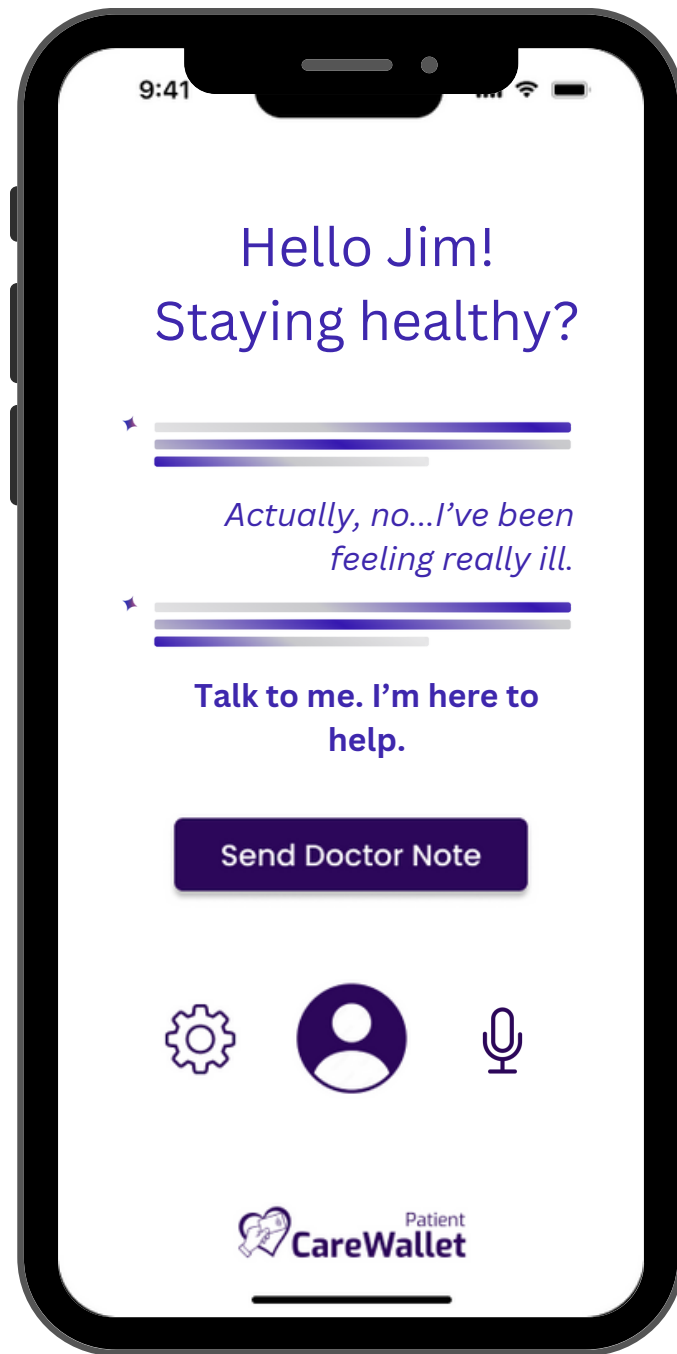 9:41
Hello Jim!
Staying healthy?
Actually, no...I’ve been
feeling really ill.
Talk to me. I’m here to
help.
Send Doctor Note
Patient
CareWallet